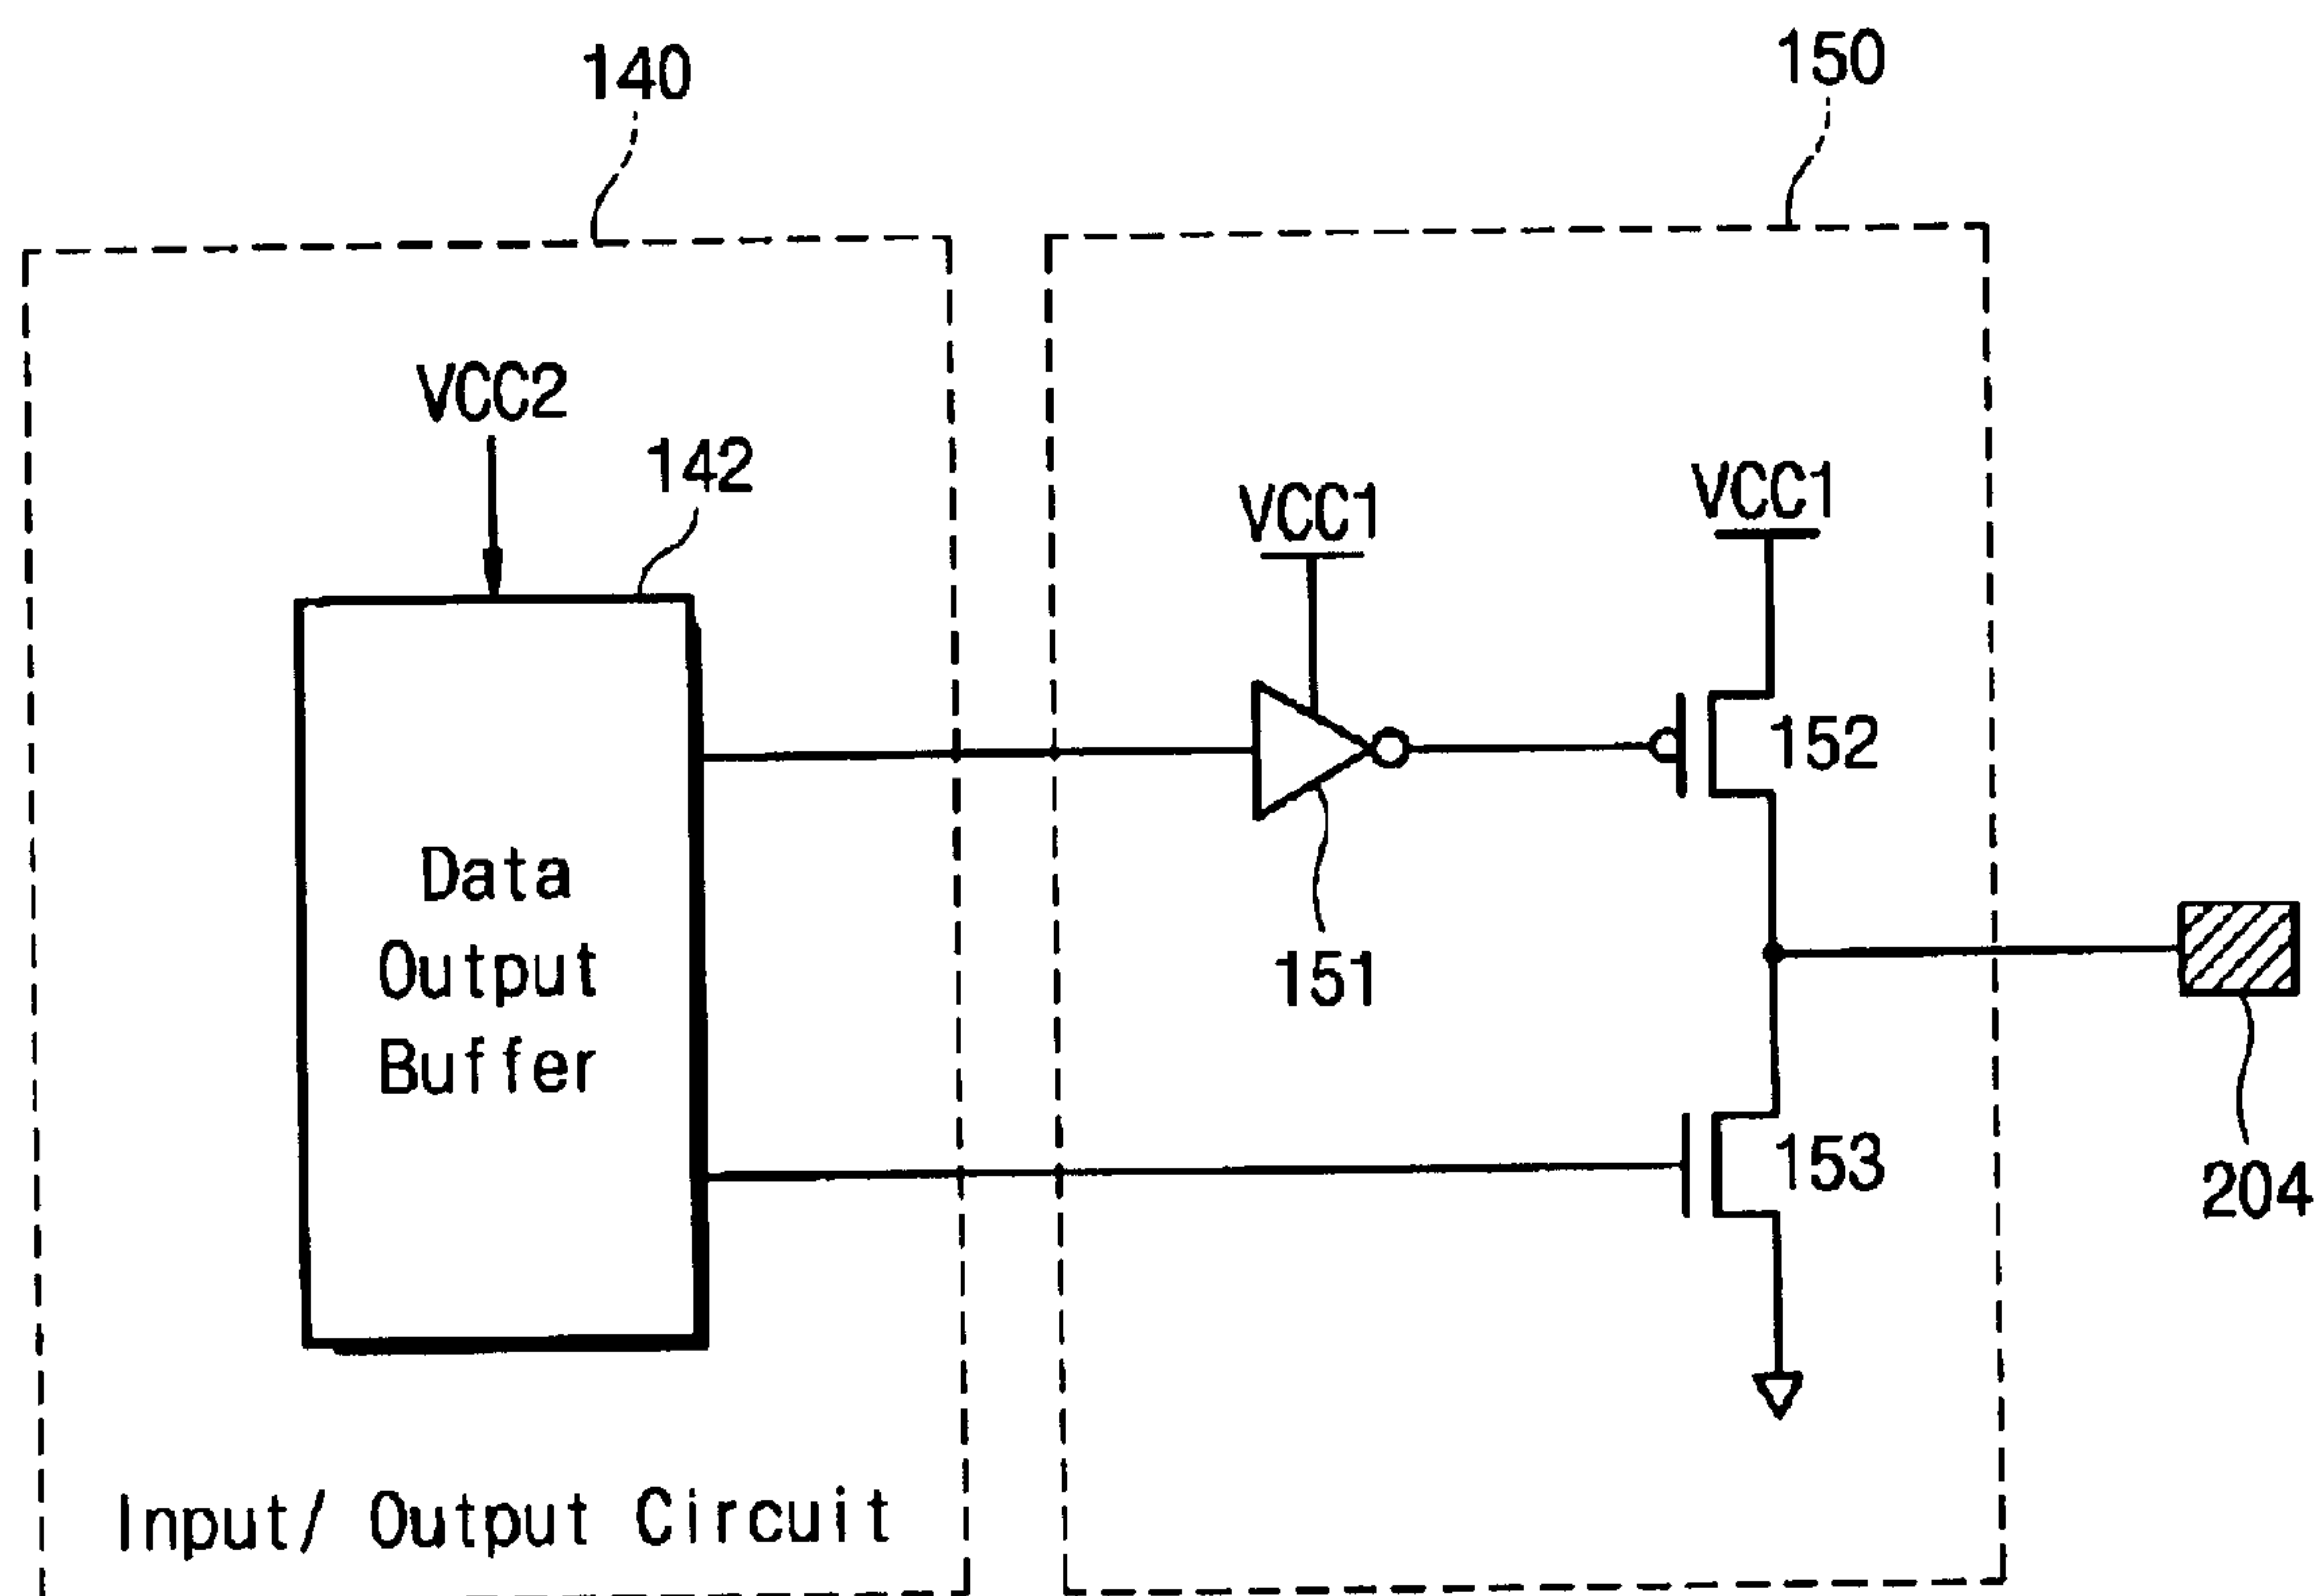 140
150
VCC2
142
VCC1
VCC1
152
Data
Output
Buffer
151
153
204
Input/ Output Circuit